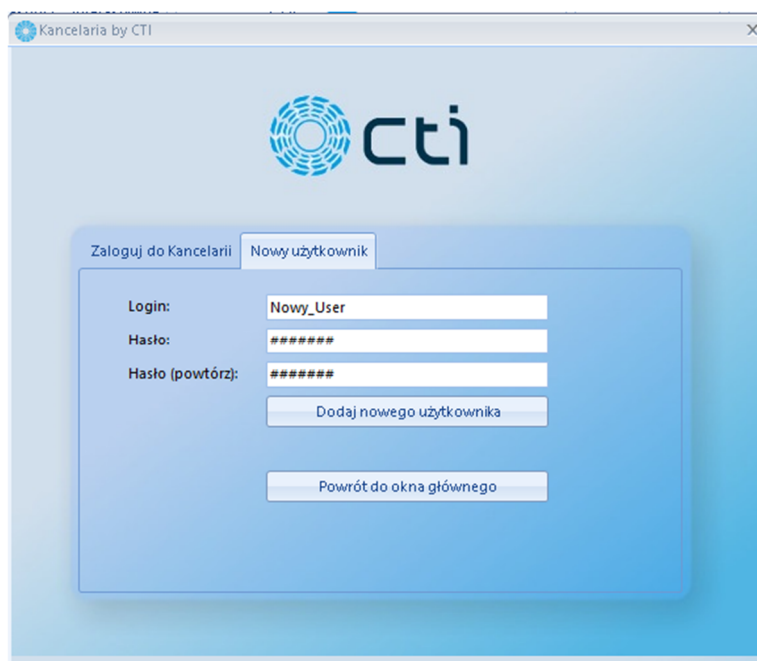 Kancelaria by CTI
cti
Zaloguj do Kancelarii Nowy użytkownik
Login: Nowy_User
Hasło: #######
Hasło (powtórz): #######
Dodaj nowego użytkownika
Powrót do okna głównego